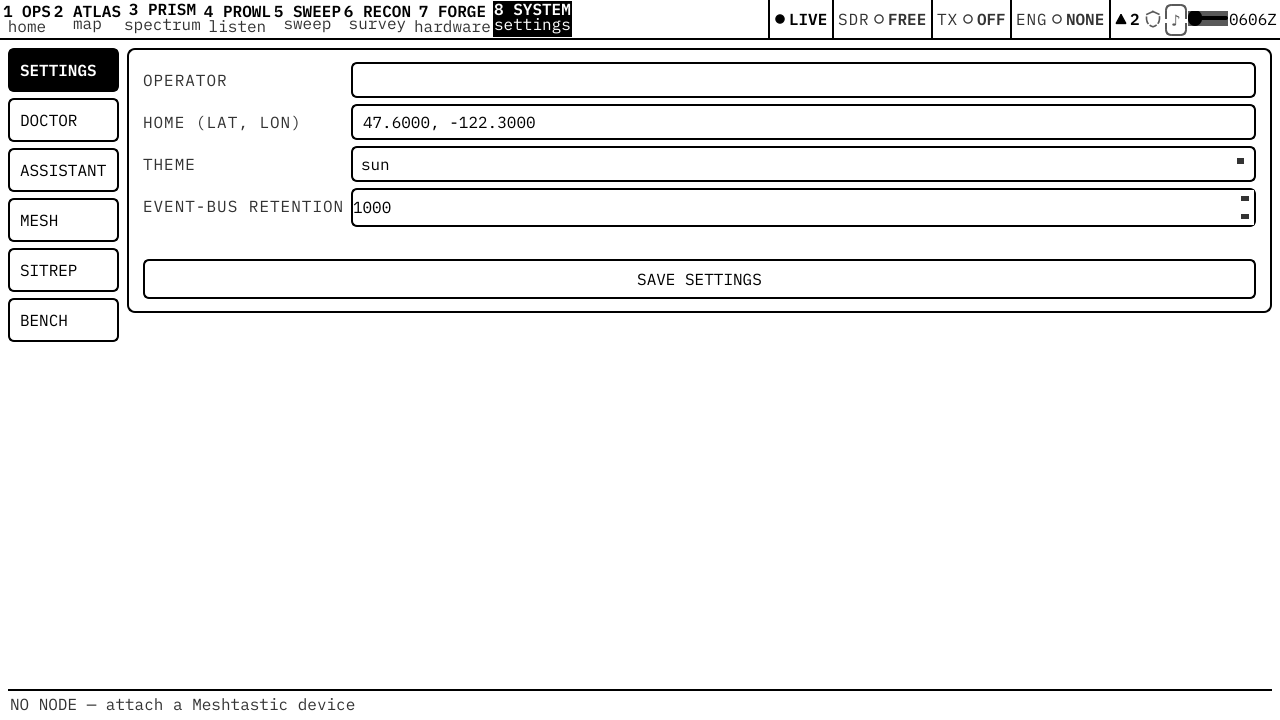 1 OPS 2 ATLAS 3 PRISM 4 PROWL 5 SWEEP 6 RECON 7 FORGE 8 SYSTEM
home map spectrum listen sweep survey hardware settings
● LIVE SDR ○ FREE TX ○ OFF ENG ○ NONE ▲ 2 ♪ 0606Z
SETTINGS
DOCTOR
ASSISTANT
MESH
SITREP
BENCH
OPERATOR
HOME (LAT, LON) 47.6000, -122.3000
THEME sun
EVENT-BUS RETENTION 1000
SAVE SETTINGS
NO NODE — attach a Meshtastic device